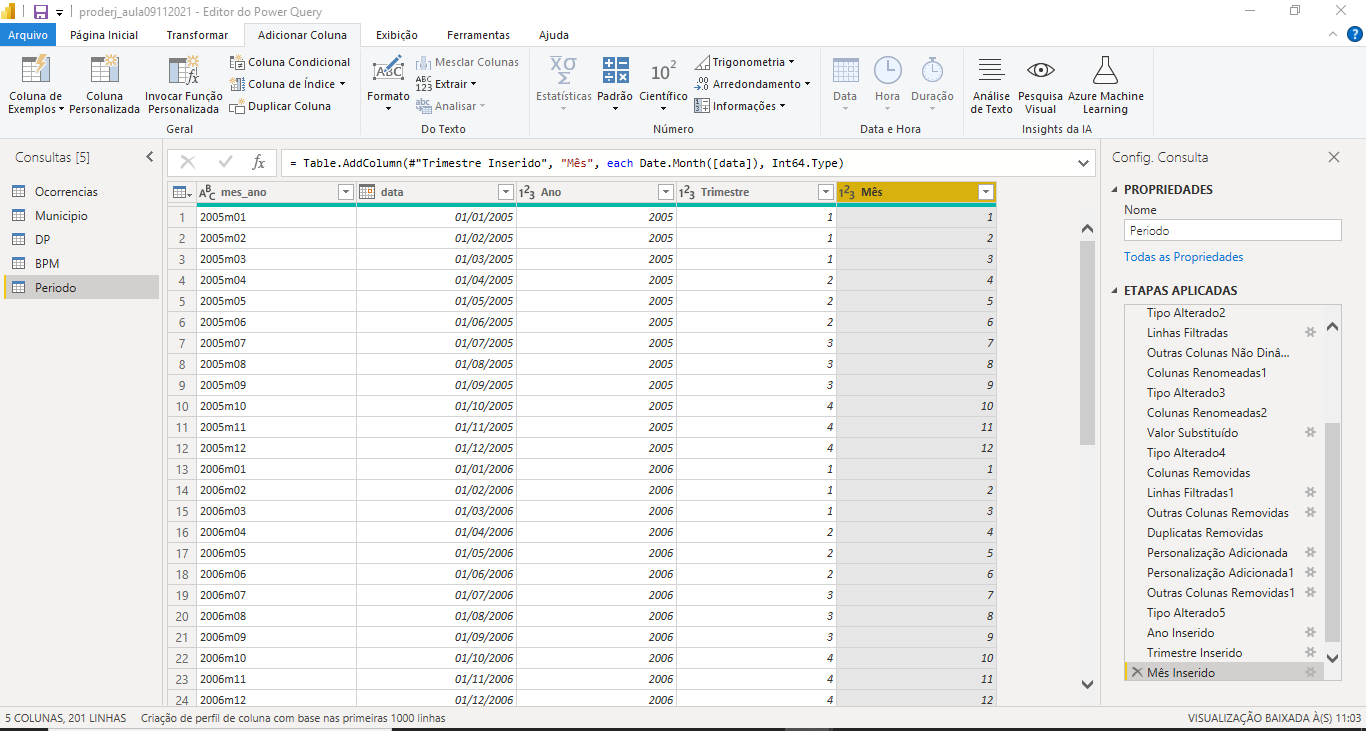 proderj_aula09112021 - Editor do Power Query
Arquivo Página Inicial Transformar Adicionar Coluna Exibição Ferramentas Ajuda
Coluna de Exemplos
Coluna Personalizada
Invocar Função Personalizada
Coluna Condicional
Coluna de Índice
Duplicar Coluna
Geral
Formato
Mesclar Colunas
Extrair
Analisar
Do Texto
Estatísticas
Padrão
Científico
Trigonometria
Arredondamento
Informações
Número
Data
Hora
Duração
Data e Hora
Análise de Texto
Pesquisa Visual
Azure Machine Learning
Insights da IA
Consultas [5]
Ocorrencias
Municipio
DP
BPM
Periodo
= Table.AddColumn(#"Trimestre Inserido", "Mês", each Date.Month([data]), Int64.Type)
mes_ano data Ano Trimestre Mês
1 2005m01 01/01/2005 2005 1 1
2 2005m02 01/02/2005 2005 1 2
3 2005m03 01/03/2005 2005 1 3
4 2005m04 01/04/2005 2005 2 4
5 2005m05 01/05/2005 2005 2 5
6 2005m06 01/06/2005 2005 2 6
7 2005m07 01/07/2005 2005 3 7
8 2005m08 01/08/2005 2005 3 8
9 2005m09 01/09/2005 2005 3 9
10 2005m10 01/10/2005 2005 4 10
11 2005m11 01/11/2005 2005 4 11
12 2005m12 01/12/2005 2005 4 12
13 2006m01 01/01/2006 2006 1 1
14 2006m02 01/02/2006 2006 1 2
15 2006m03 01/03/2006 2006 1 3
16 2006m04 01/04/2006 2006 2 4
17 2006m05 01/05/2006 2006 2 5
18 2006m06 01/06/2006 2006 2 6
19 2006m07 01/07/2006 2006 3 7
20 2006m08 01/08/2006 2006 3 8
21 2006m09 01/09/2006 2006 3 9
22 2006m10 01/10/2006 2006 4 10
23 2006m11 01/11/2006 2006 4 11
24 2006m12 01/12/2006 2006 4 12
Config. Consulta
PROPRIEDADES
Nome
Periodo
Todas as Propriedades
ETAPAS APLICADAS
Tipo Alterado2
Linhas Filtradas
Outras Colunas Não Dinâ...
Colunas Renomeadas1
Tipo Alterado3
Colunas Renomeadas2
Valor Substituído
Tipo Alterado4
Colunas Removidas
Linhas Filtradas1
Outras Colunas Removidas
Duplicatas Removidas
Personalização Adicionada
Personalização Adicionada1
Outras Colunas Removidas1
Tipo Alterado5
Ano Inserido
Trimestre Inserido
Mês Inserido
5 COLUNAS, 201 LINHAS Criação de perfil de coluna com base nas primeiras 1000 linhas VISUALIZAÇÃO BAIXADA À(S) 11:03